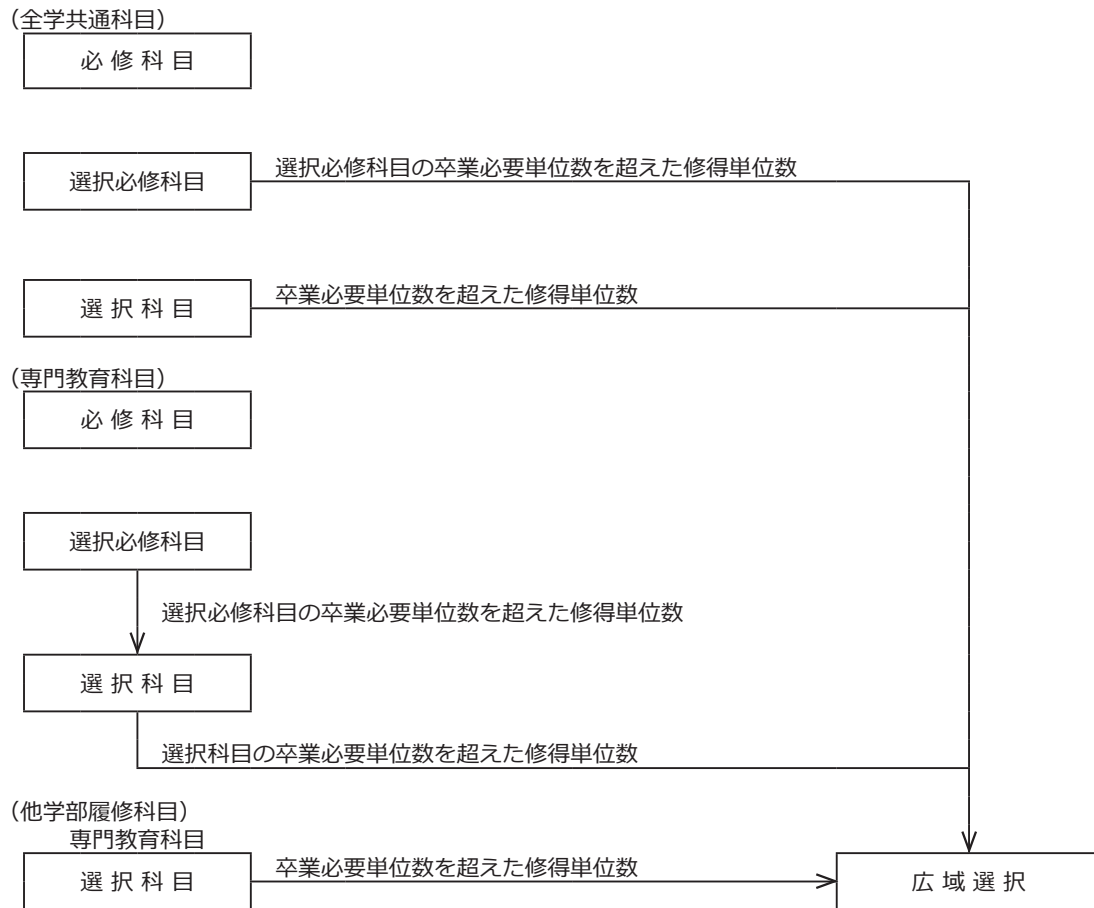 （全学共通科目）
必 修 科 目
選択必修科目
選択必修科目の卒業必要単位数を超えた修得単位数
選 択 科 目
卒業必要単位数を超えた修得単位数
（専門教育科目）
必 修 科 目
選択必修科目
選択必修科目の卒業必要単位数を超えた修得単位数
選 択 科 目
選択科目の卒業必要単位数を超えた修得単位数
（他学部履修科目）
専門教育科目
選 択 科 目
卒業必要単位数を超えた修得単位数
広 域 選 択